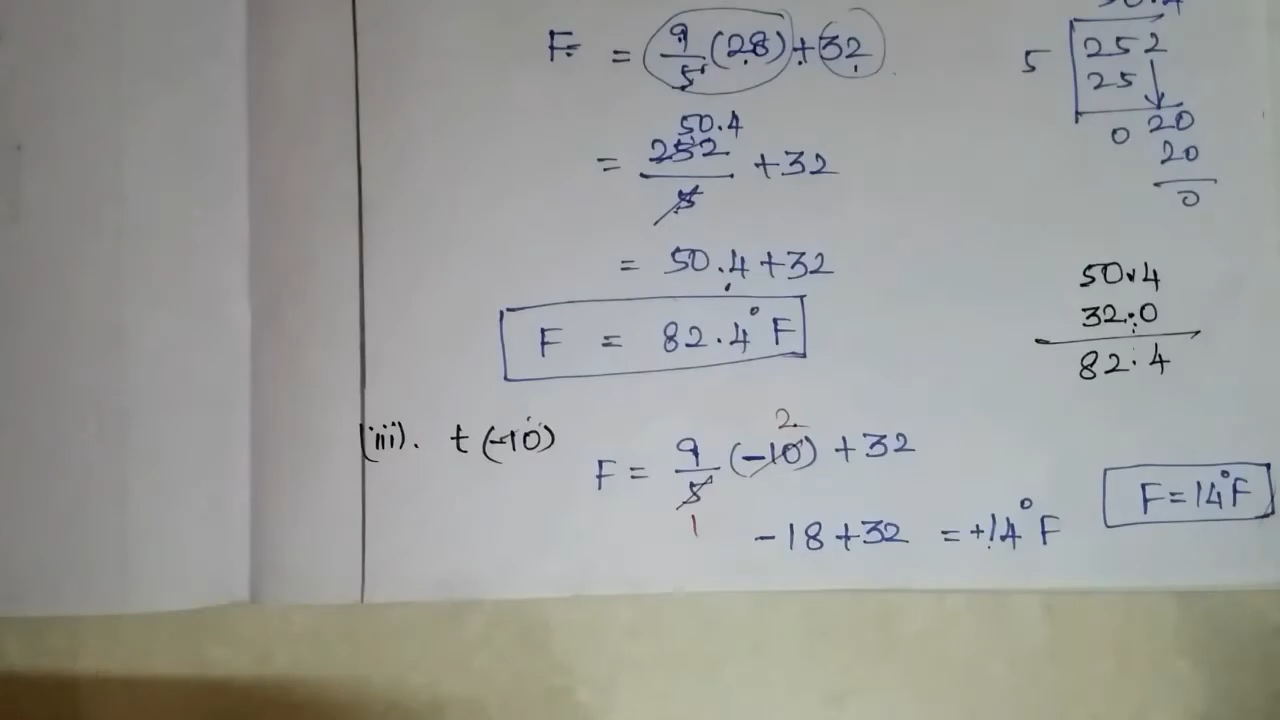 F = 9/5 (28) + 32
50.4
= 252/5 + 32
= 50.4 + 32
F = 82.4°F
50.4
5 252
25
0 20
20
0
50.4
32.0
82.4
(iii). t(-10)
F = 9/5 (-10) + 32
2
1
-18 + 32 = +14°F
F = 14°F